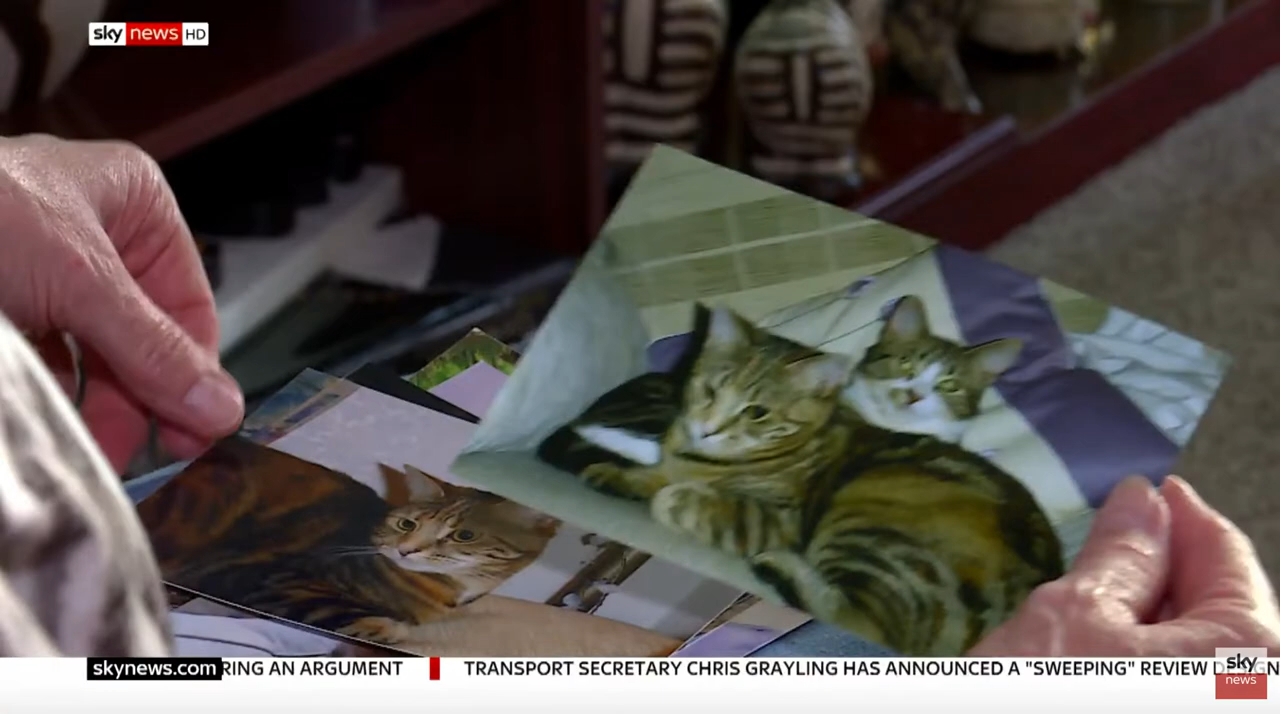 sky news HD
skynews.com RING AN ARGUMENT TRANSPORT SECRETARY CHRIS GRAYLING HAS ANNOUNCED A "SWEEPING" REVIEW
sky
news